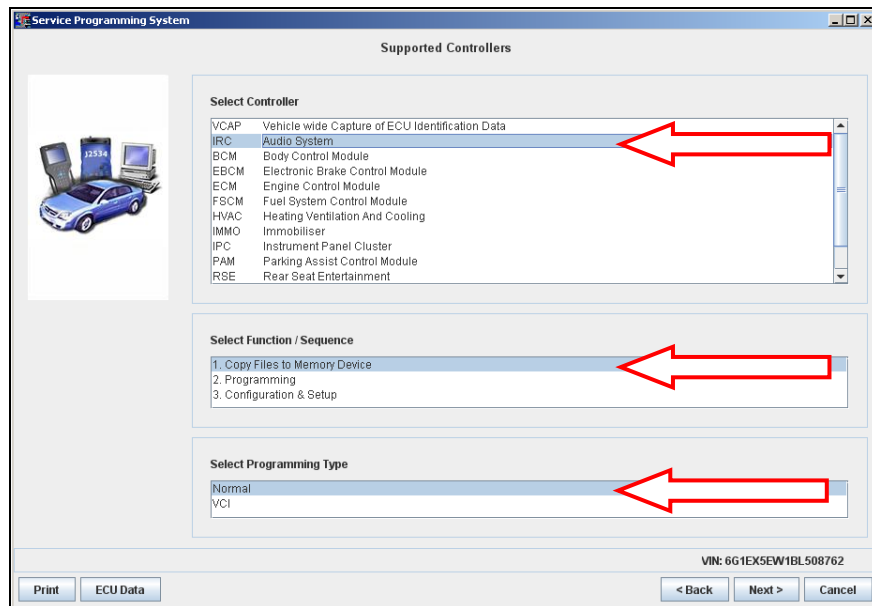 Service Programming System
Supported Controllers
J2534
Select Controller
VCAP Vehicle wide Capture of ECU Identification Data
IRC Audio System
BCM Body Control Module
EBCM Electronic Brake Control Module
ECM Engine Control Module
FSCM Fuel System Control Module
HVAC Heating Ventilation And Cooling
IMMO Immobiliser
IPC Instrument Panel Cluster
PAM Parking Assist Control Module
RSE Rear Seat Entertainment
Select Function / Sequence
1. Copy Files to Memory Device
2. Programming
3. Configuration & Setup
Select Programming Type
Normal
VCI
VIN: 6G1EX5EW1BL508762
Print ECU Data < Back Next > Cancel